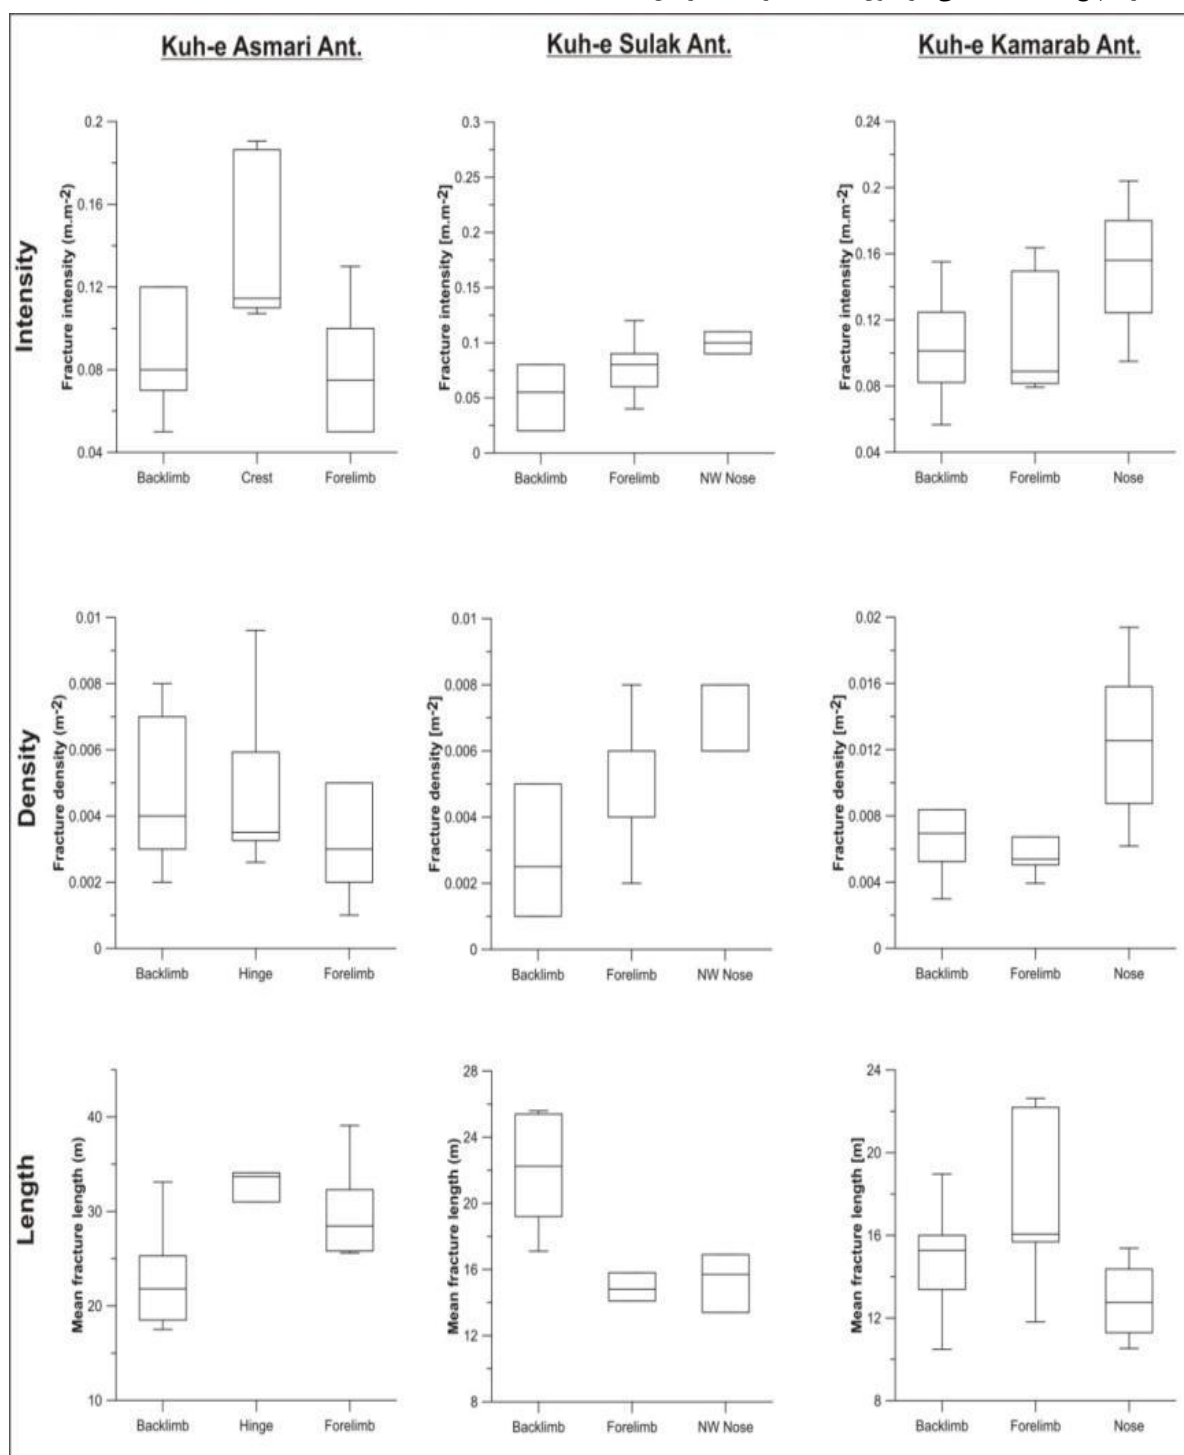 Kuh-e Asmari Ant.
Kuh-e Sulak Ant.
Kuh-e Kamarab Ant.
Intensity
Fracture intensity (m.m-2)
0.2
0.16
0.12
0.08
0.04
Backlimb Crest Forelimb
Fracture intensity [m.m-2]
0.3
0.25
0.2
0.15
0.1
0.05
0
Backlimb Forelimb NW Nose
Fracture intensity [m.m-2]
0.24
0.2
0.16
0.12
0.08
0.04
Backlimb Forelimb Nose
Density
Fracture density (m-2)
0.01
0.008
0.006
0.004
0.002
0
Backlimb Hinge Forelimb
Fracture density [m-2]
0.01
0.008
0.006
0.004
0.002
0
Backlimb Forelimb NW Nose
Fracture density [m-2]
0.02
0.016
0.012
0.008
0.004
0
Backlimb Forelimb Nose
Length
Mean fracture length (m)
40
30
20
10
Backlimb Hinge Forelimb
Mean fracture length (m)
28
24
20
16
12
8
Backlimb Forelimb NW Nose
Mean fracture length [m]
24
20
16
12
8
Backlimb Forelimb Nose